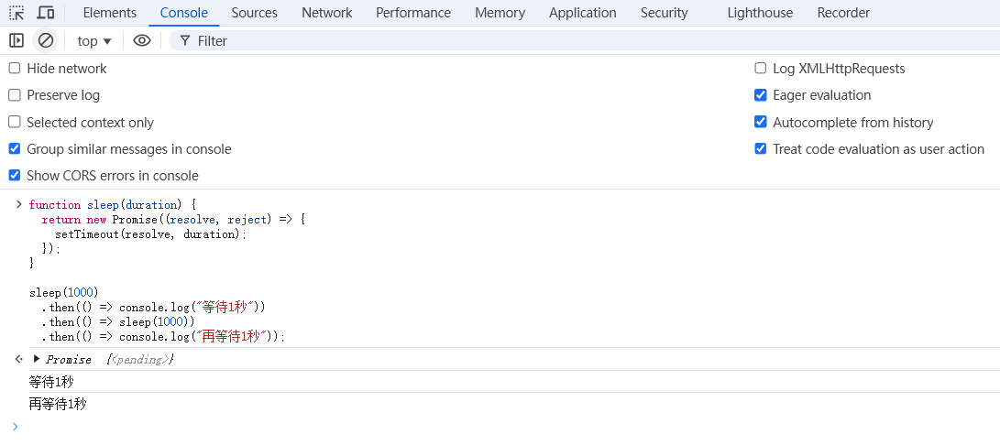 Elements Console Sources Network Performance Memory Application Security Lighthouse Recorder
top Filter
Hide network Log XMLHttpRequests
Preserve log Eager evaluation
Selected context only Autocomplete from history
Group similar messages in console Treat code evaluation as user action
Show CORS errors in console
function sleep(duration) {
  return new Promise((resolve, reject) => {
    setTimeout(resolve, duration);
  });
}
sleep(1000)
  .then(() => console.log("等待1秒"))
  .then(() => sleep(1000))
  .then(() => console.log("再等待1秒"));
Promise {<pending>}
等待1秒
再等待1秒